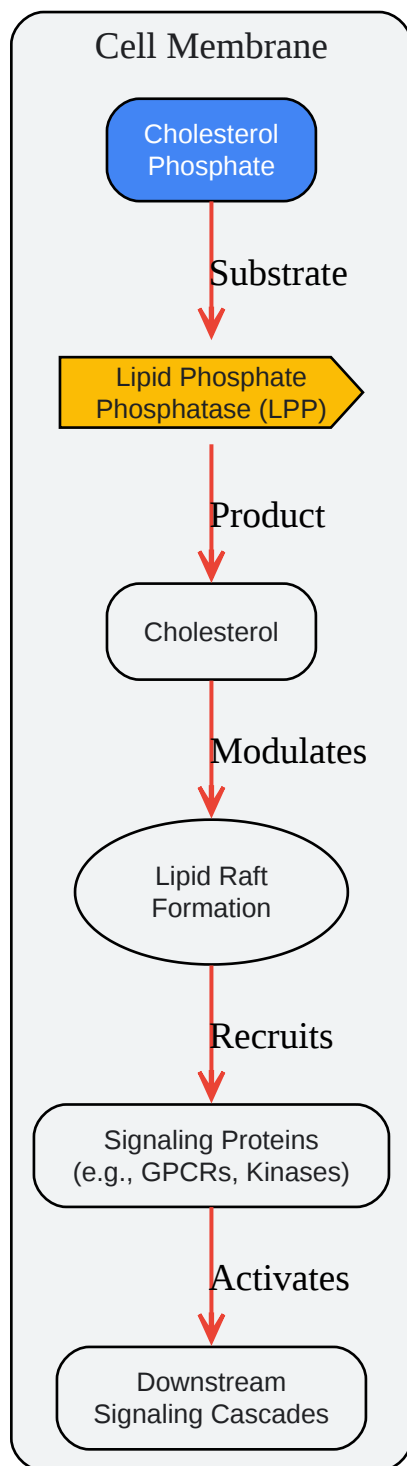 Cell Membrane
Cholesterol
Phosphate
Substrate
Lipid Phosphate
Phosphatase (LPP)
Product
Cholesterol
Modulates
Lipid Raft
Formation
Recruits
Signaling Proteins
(e.g., GPCRs, Kinases)
Activates
Downstream
Signaling Cascades